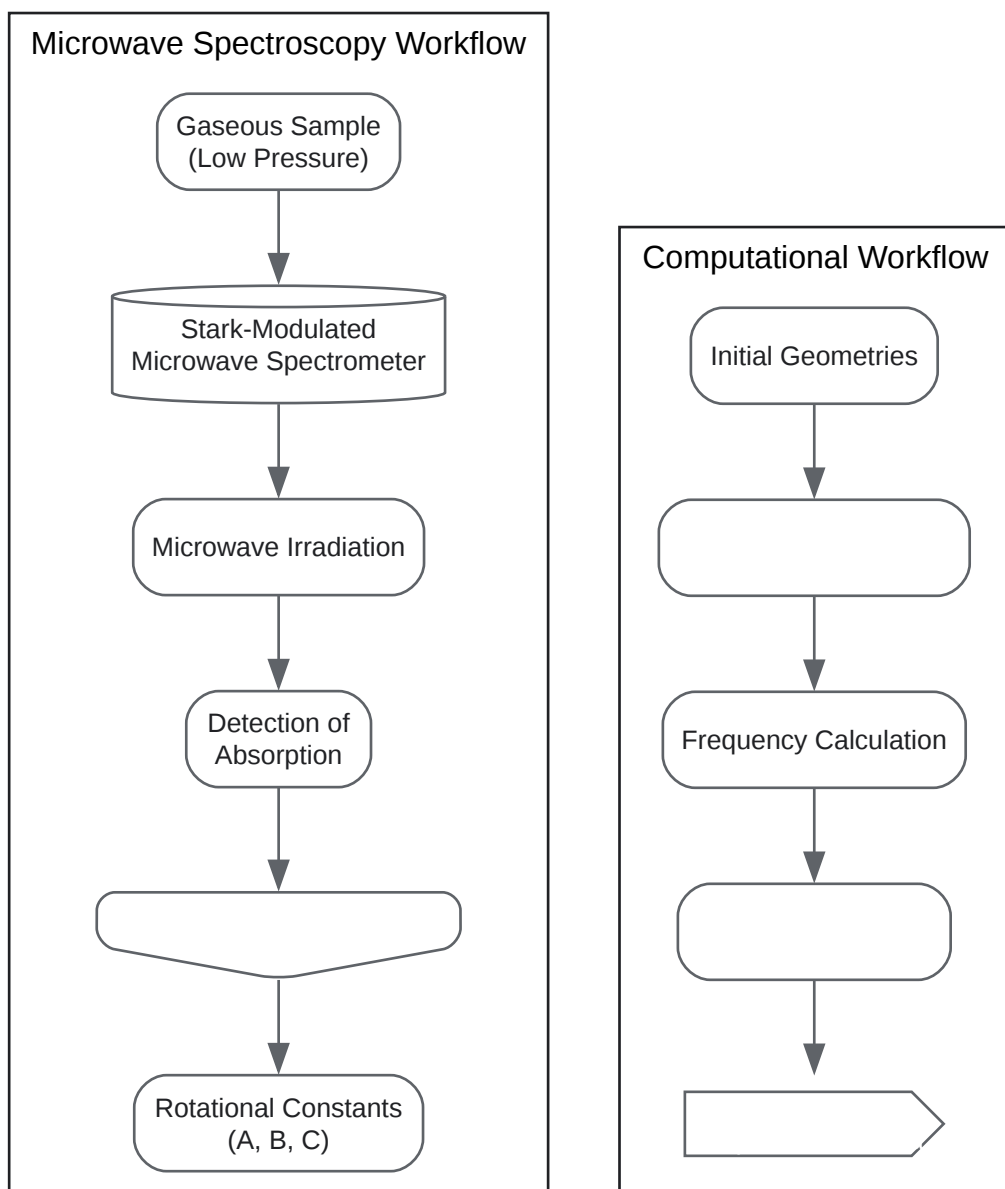 Microwave Spectroscopy Workflow
Gaseous Sample
(Low Pressure)
Stark-Modulated
Microwave Spectrometer
Microwave Irradiation
Detection of
Absorption
Rotational Constants
(A, B, C)
Computational Workflow
Initial Geometries
Frequency Calculation